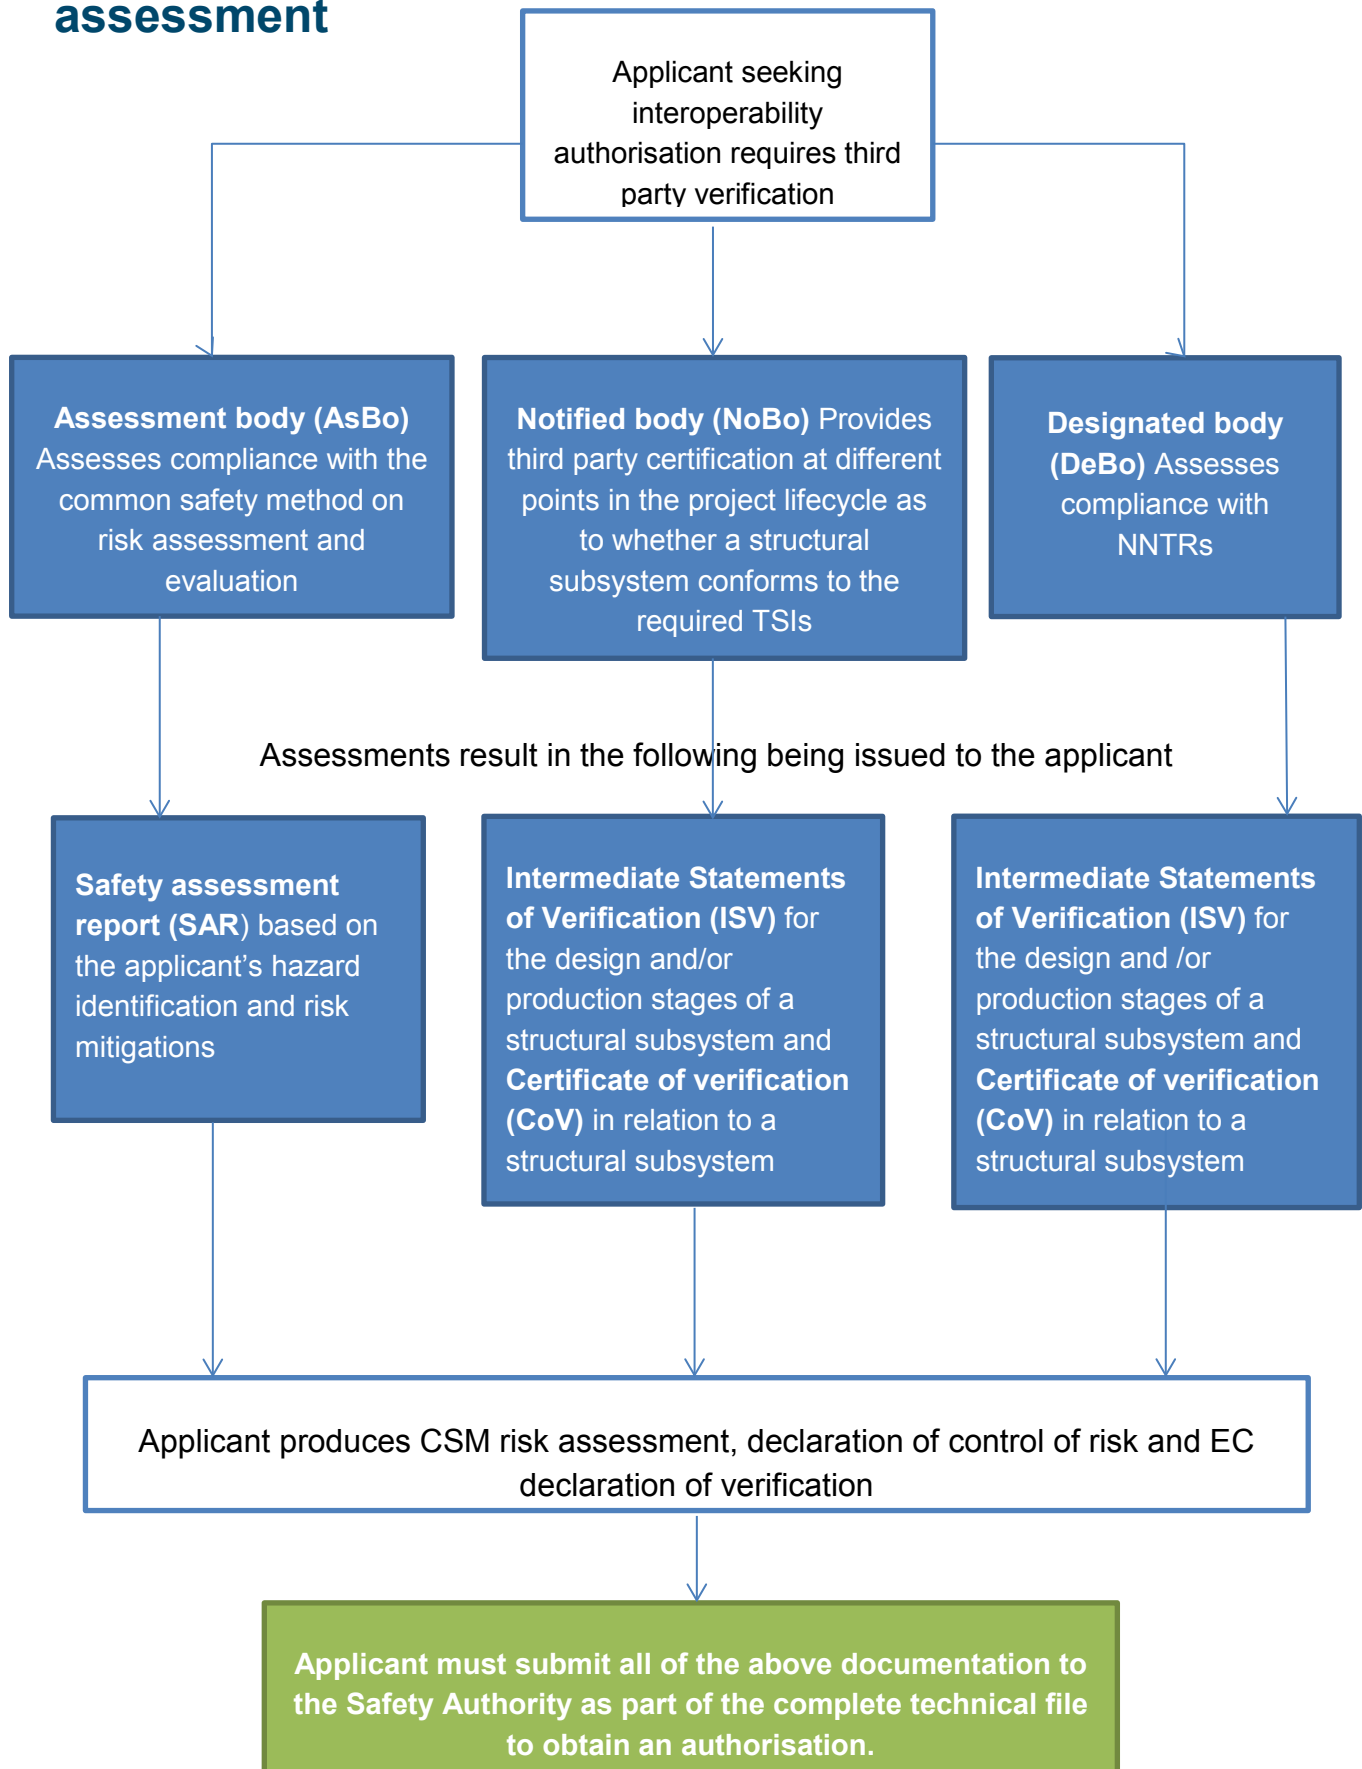 assessment
Applicant seeking
interoperability
authorisation requires third
party verification
Assessment body (AsBo)
Assesses compliance with the
common safety method on
risk assessment and
evaluation
Notified body (NoBo) Provides
third party certification at different
points in the project lifecycle as
to whether a structural
subsystem conforms to the
required TSIs
Designated body
(DeBo) Assesses
compliance with
NNTRs
Assessments result in the following being issued to the applicant
Safety assessment
report (SAR) based on
the applicant’s hazard
identification and risk
mitigations
Intermediate Statements
of Verification (ISV) for
the design and/or
production stages of a
structural subsystem and
Certificate of verification
(CoV) in relation to a
structural subsystem
Intermediate Statements
of Verification (ISV) for
the design and /or
production stages of a
structural subsystem and
Certificate of verification
(CoV) in relation to a
structural subsystem
Applicant produces CSM risk assessment, declaration of control of risk and EC
declaration of verification
Applicant must submit all of the above documentation to
the Safety Authority as part of the complete technical file
to obtain an authorisation.